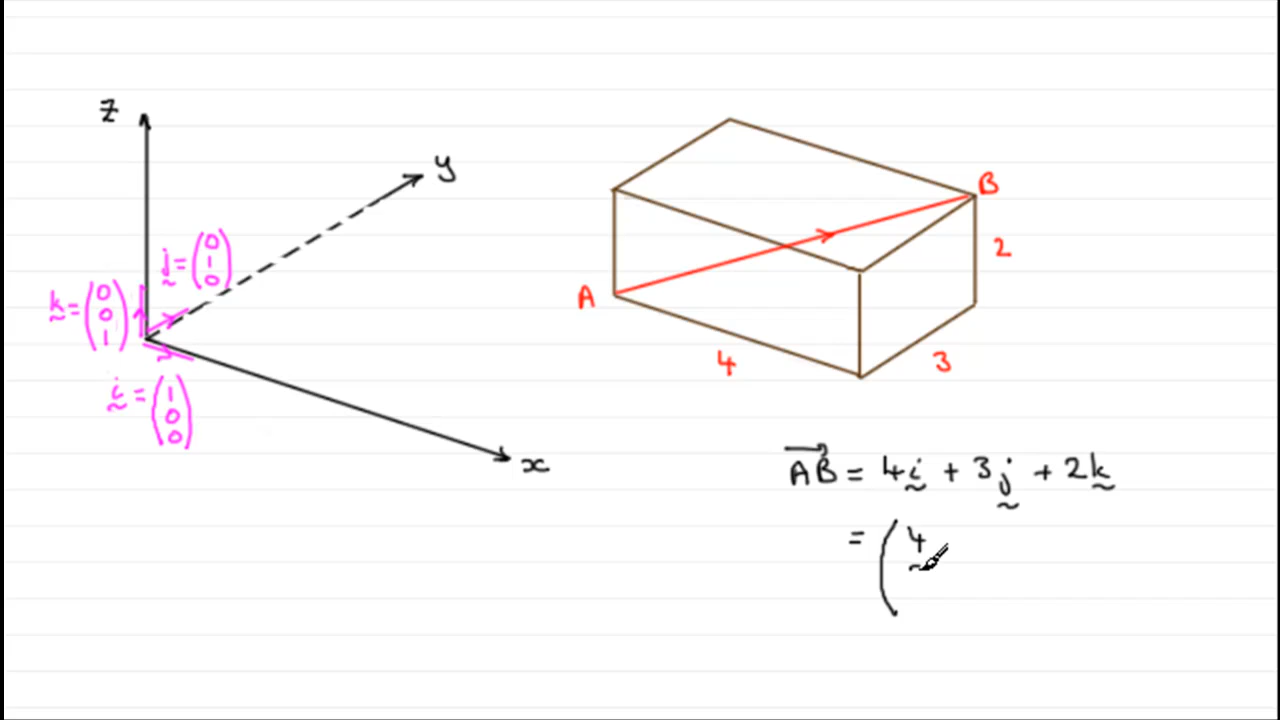 z
y
j = (0 1 0)
k = (0 0 1)
i = (1 0 0)
x
B
2
A
4
3
AB = 4i + 3j + 2k
= ( 4